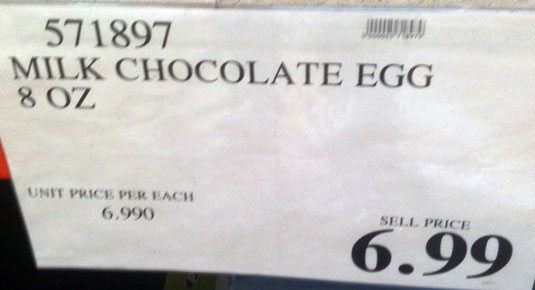 571897
MILK CHOCOLATE EGG
8 OZ
UNIT PRICE PER EACH
6.990
SELL PRICE
6.99